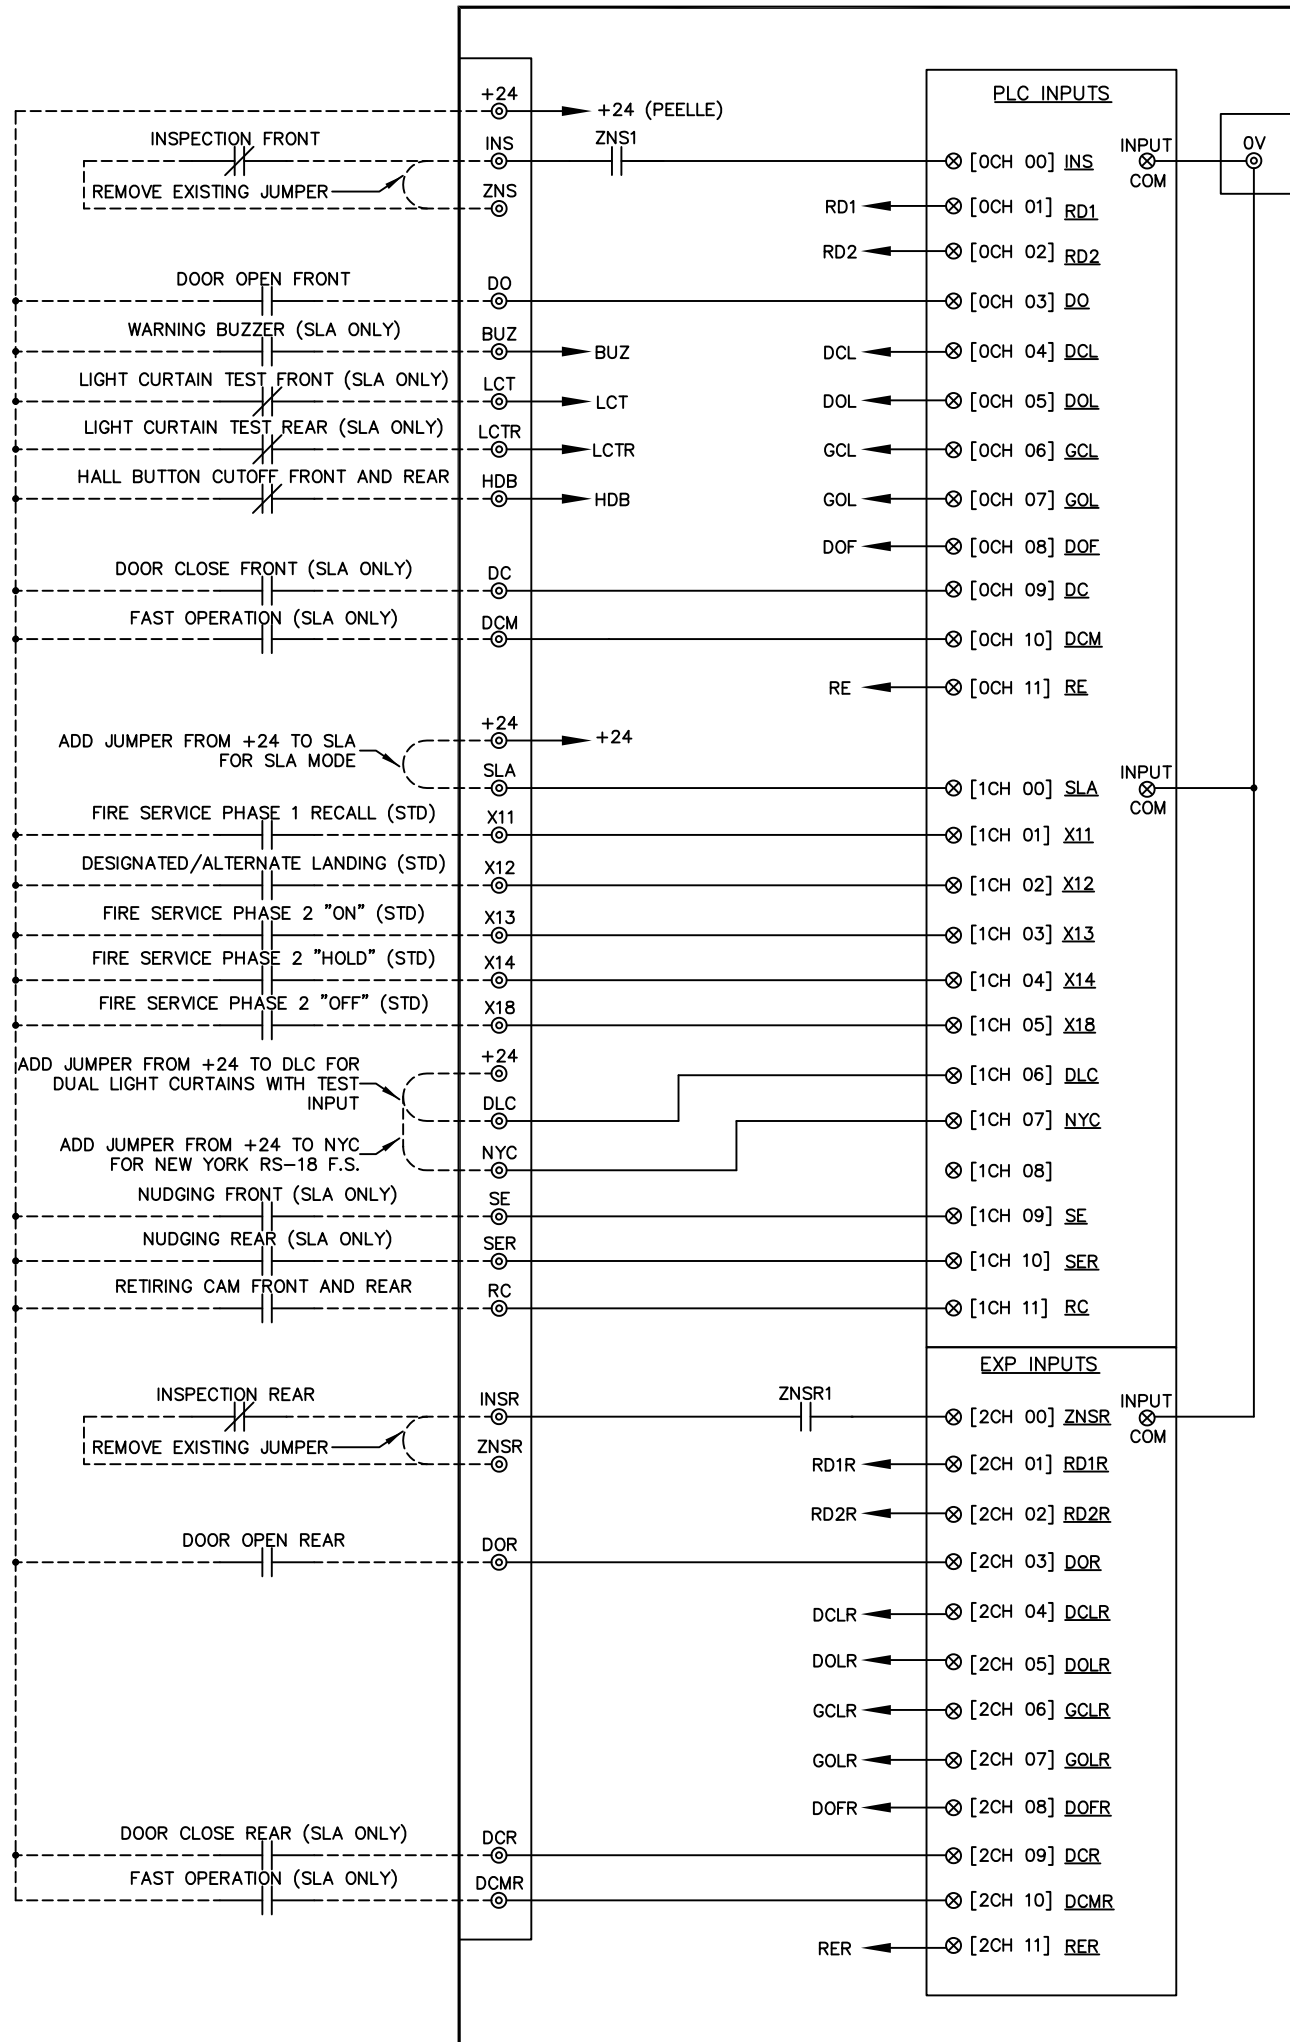 PLC INPUTS
+24
+24 (PEELLE)
INSPECTION FRONT
INS
ZNS1
[0CH 00] INS
INPUT
COM
0V
REMOVE EXISTING JUMPER
ZNS
RD1
[0CH 01] RD1
RD2
[0CH 02] RD2
DOOR OPEN FRONT
DO
[0CH 03] DO
WARNING BUZZER (SLA ONLY)
BUZ
BUZ
DCL
[0CH 04] DCL
LIGHT CURTAIN TEST FRONT (SLA ONLY)
LCT
LCT
DOL
[0CH 05] DOL
LIGHT CURTAIN TEST REAR (SLA ONLY)
LCTR
LCTR
GCL
[0CH 06] GCL
HALL BUTTON CUTOFF FRONT AND REAR
HDB
HDB
GOL
[0CH 07] GOL
DOF
[0CH 08] DOF
DOOR CLOSE FRONT (SLA ONLY)
DC
[0CH 09] DC
FAST OPERATION (SLA ONLY)
DCM
[0CH 10] DCM
RE
[0CH 11] RE
+24
+24
ADD JUMPER FROM +24 TO SLA
FOR SLA MODE
SLA
[1CH 00] SLA
INPUT
COM
FIRE SERVICE PHASE 1 RECALL (STD)
X11
[1CH 01] X11
DESIGNATED/ALTERNATE LANDING (STD)
X12
[1CH 02] X12
FIRE SERVICE PHASE 2 "ON" (STD)
X13
[1CH 03] X13
FIRE SERVICE PHASE 2 "HOLD" (STD)
X14
[1CH 04] X14
FIRE SERVICE PHASE 2 "OFF" (STD)
X18
[1CH 05] X18
ADD JUMPER FROM +24 TO DLC FOR
DUAL LIGHT CURTAINS WITH TEST
INPUT
+24
[1CH 06] DLC
DLC
[1CH 07] NYC
ADD JUMPER FROM +24 TO NYC
FOR NEW YORK RS-18 F.S.
NYC
[1CH 08]
NUDGING FRONT (SLA ONLY)
SE
[1CH 09] SE
NUDGING REAR (SLA ONLY)
SER
[1CH 10] SER
RETIRING CAM FRONT AND REAR
RC
[1CH 11] RC
EXP INPUTS
INSPECTION REAR
INSR
ZNSR1
[2CH 00] ZNSR
INPUT
COM
REMOVE EXISTING JUMPER
ZNSR
RD1R
[2CH 01] RD1R
RD2R
[2CH 02] RD2R
DOOR OPEN REAR
DOR
[2CH 03] DOR
DCLR
[2CH 04] DCLR
DOLR
[2CH 05] DOLR
GCLR
[2CH 06] GCLR
GOLR
[2CH 07] GOLR
DOFR
[2CH 08] DOFR
DOOR CLOSE REAR (SLA ONLY)
DCR
[2CH 09] DCR
FAST OPERATION (SLA ONLY)
DCMR
[2CH 10] DCMR
RER
[2CH 11] RER